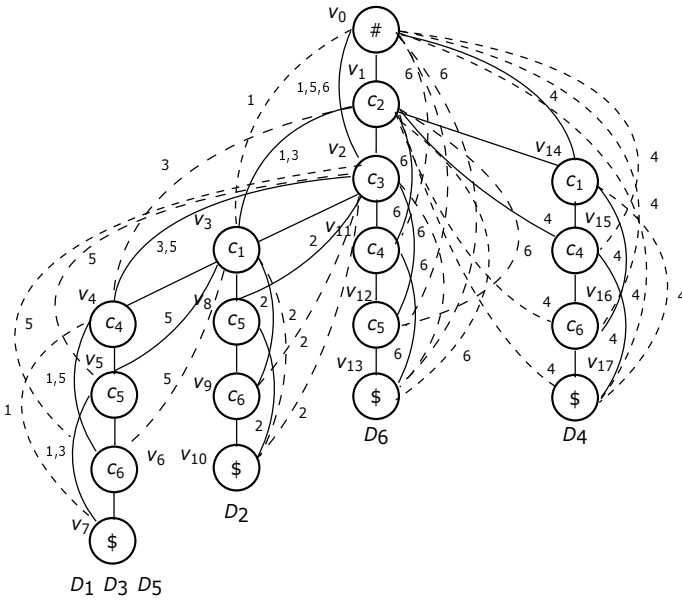 v0 #
6 6
v1
1,5,6
1 c2 4
3 1,3 v14 4
v2 6
c3 c1
v3 6 4
v11 v15
5 3,5 c1 2 c4 6 4 c4 4 6
v4 v8 v12 v16
5 c4 5 2 2 c5 4 c6 4 4
c5 6
v5 2 v13 4 v17
1,5 5 v9 c6 6 4 $
c5 $
1 D6 D4
1,3 2 2
c6 v6 v10 $
D2
v7
$
D1 D3 D5